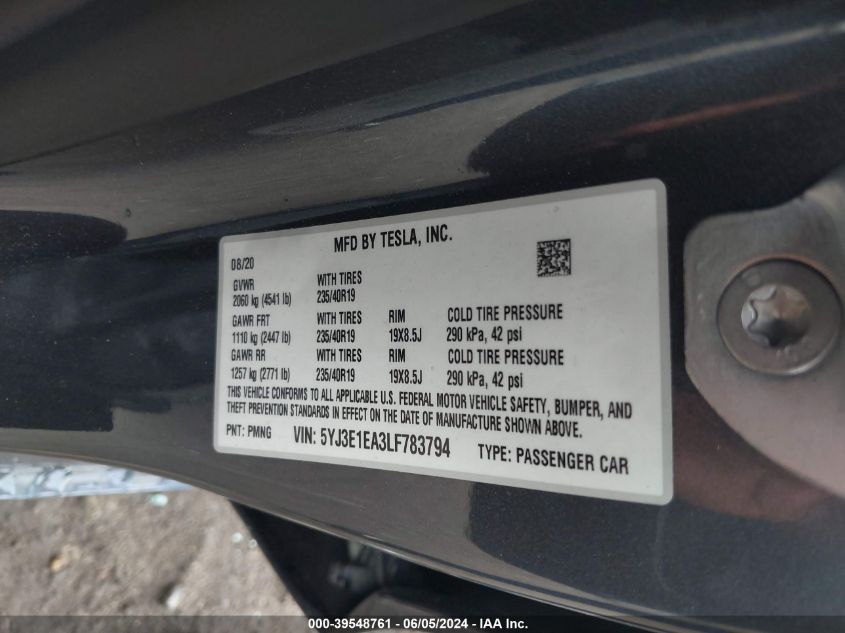 MFD BY TESLA, INC.
08/20
GVWR WITH TIRES
2060 kg (4541 lb) 235/40R19
GAWR FRT WITH TIRES RIM COLD TIRE PRESSURE
1110 kg (2447 lb) 235/40R19 19X8.5J 290 kPa, 42 psi
GAWR RR WITH TIRES RIM COLD TIRE PRESSURE
1257 kg (2771 lb) 235/40R19 19X8.5J 290 kPa, 42 psi
THIS VEHICLE CONFORMS TO ALL APPLICABLE U.S. FEDERAL MOTOR VEHICLE SAFETY, BUMPER, AND
THEFT PREVENTION STANDARDS IN EFFECT ON THE DATE OF MANUFACTURE SHOWN ABOVE.
PNT: PMNG VIN: 5YJ3E1EA3LF783794 TYPE: PASSENGER CAR
000-39548761 - 06/05/2024 - IAA Inc.